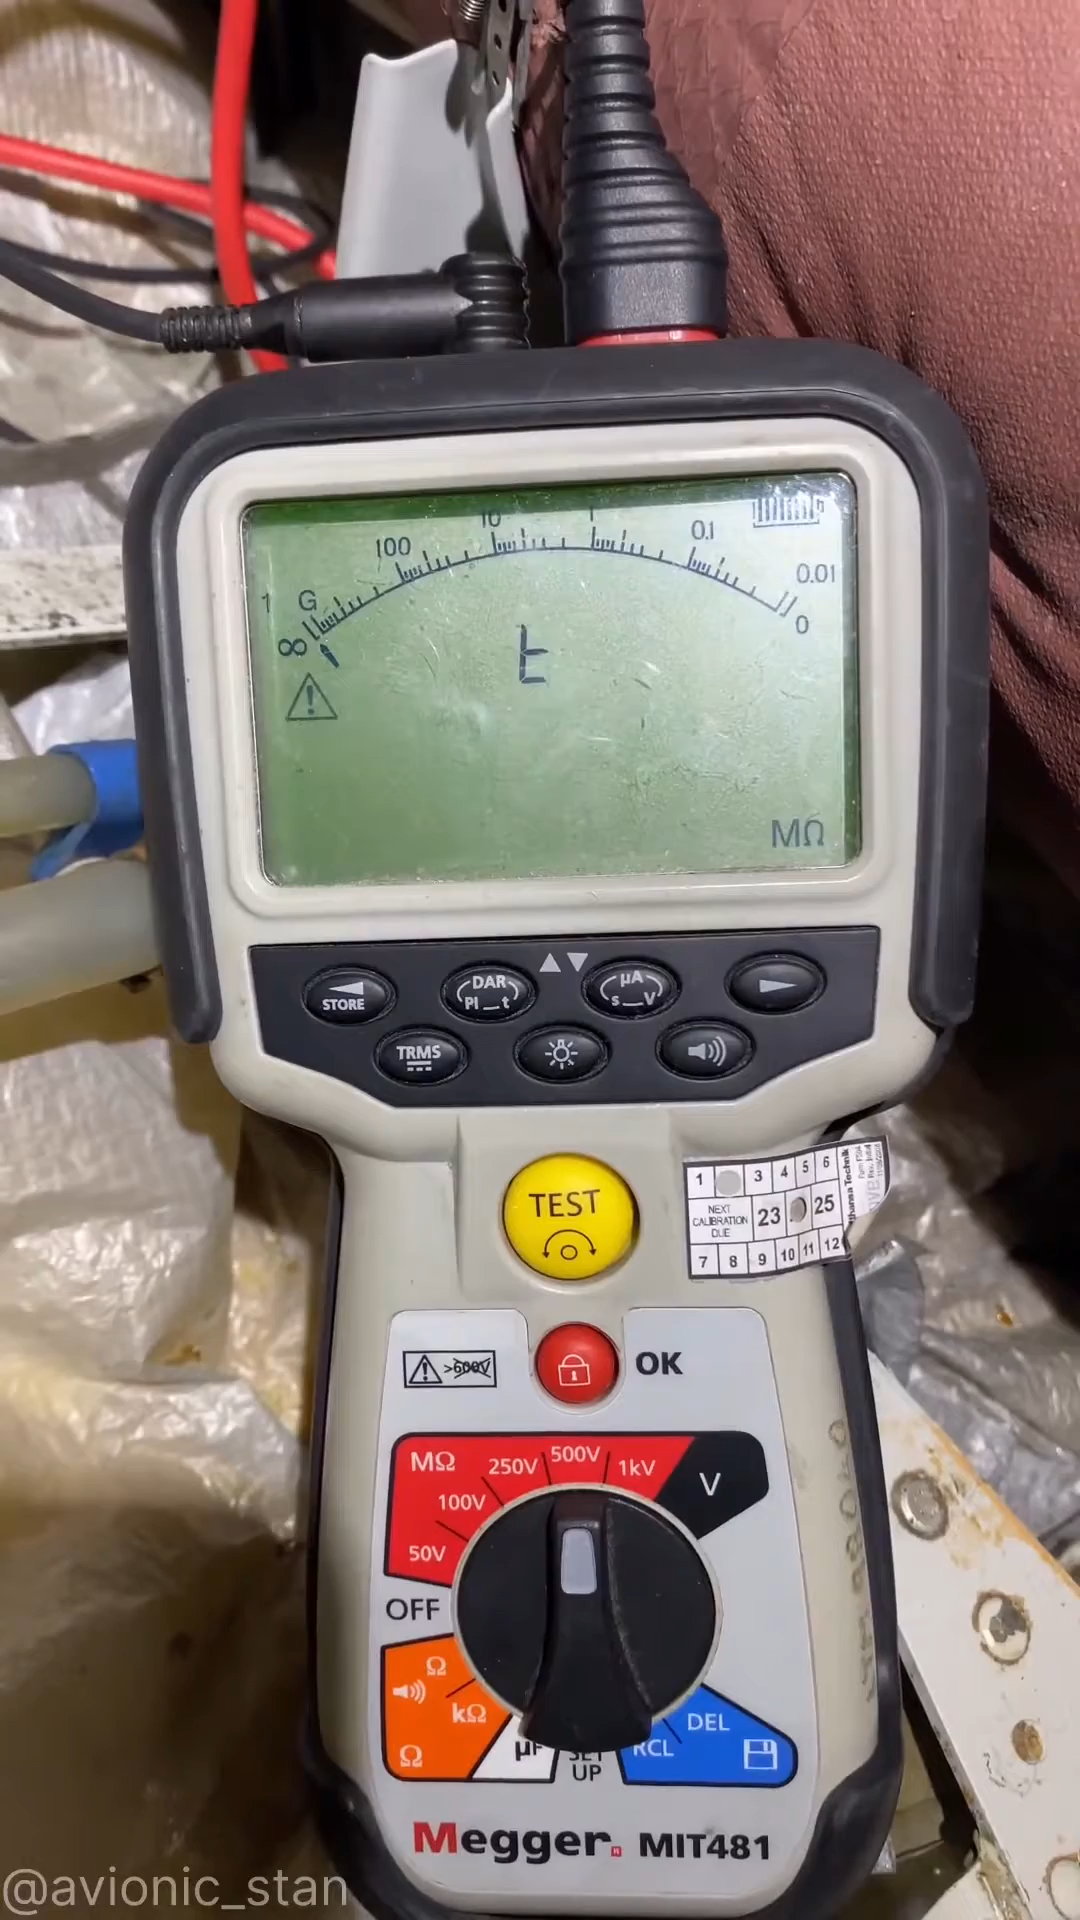 10 1
100 0.1
1 G 0.01
∞ 0
t
MΩ
STORE
DAR
PI t
µA
s V
TRMS
TEST
1 3 4 5 6
NEXT
CALIBRATION
DUE
23 25
7 8 9 10 11 12
>600V
OK
MΩ 250V 500V 1kV V
100V
50V
OFF
Ω
kΩ
Ω
µF
SET
UP
RCL
DEL
Megger. MIT481
@avionic_stan